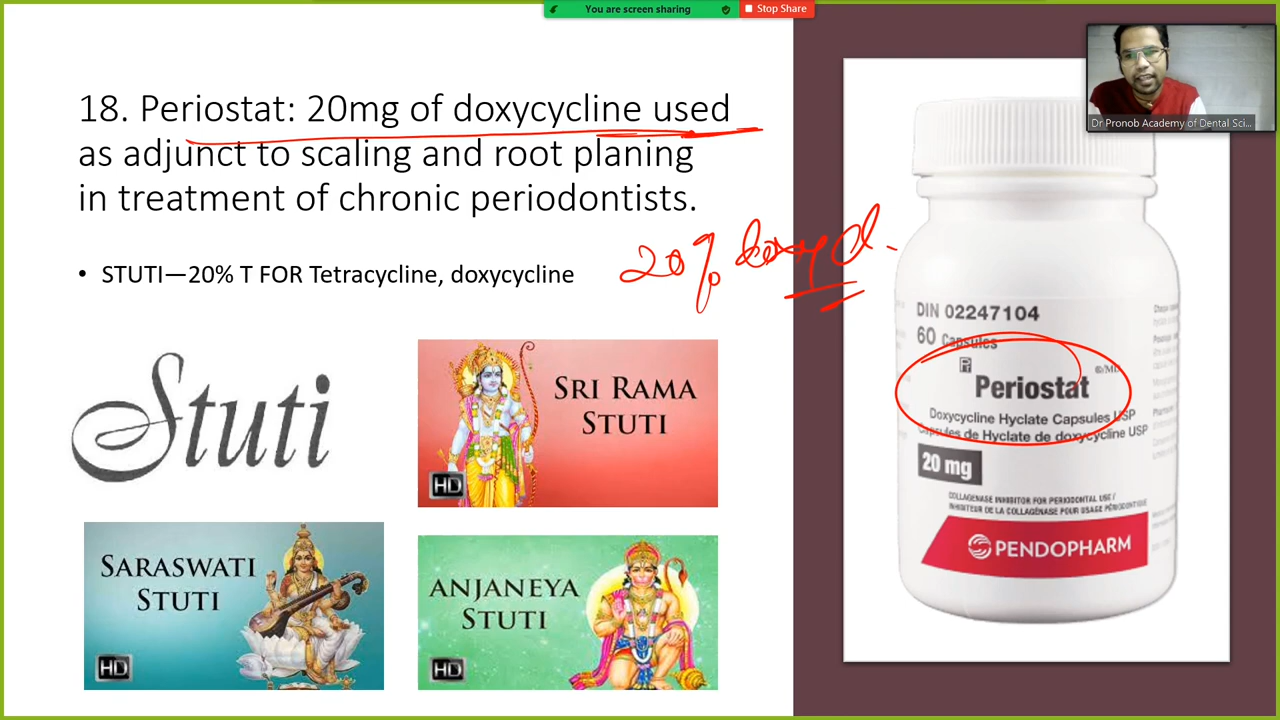 You are screen sharing
Stop Share
18. Periostat: 20mg of doxycycline used
as adjunct to scaling and root planing
in treatment of chronic periodontists.
• STUTI—20% T FOR Tetracycline, doxycycline
20% doxycl.
Stuti
SRI RAMA
STUTI
HD
SARASWATI
STUTI
HD
ANJANEYA
STUTI
HD
Dr Pronob Academy of Dental Sci...
DIN 02247104
60 Capsules
Periostat ©/MD
Doxycycline Hyclate Capsules USP
Capsules de Hyclate de doxycycline USP
20 mg
COLLAGENASE INHIBITOR FOR PERIODONTAL USE /
INHIBITEUR DE LA COLLAGÉNASE POUR USAGE PÉRIODONTIQUE
PENDOPHARM